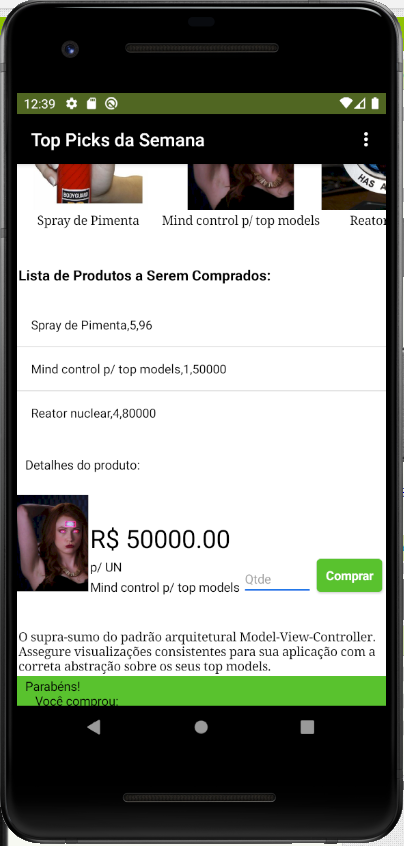 12:39
Top Picks da Semana
HAS A
Spray de Pimenta
Mind control p/ top models
Reator
Lista de Produtos a Serem Comprados:
Spray de Pimenta,5,96
Mind control p/ top models,1,50000
Reator nuclear,4,80000
Detalhes do produto:
R$ 50000.00
p/ UN
Mind control p/ top models
Qtde
Comprar
O supra-sumo do padrão arquitetural Model-View-Controller.
Assegure visualizações consistentes para sua aplicação com a
correta abstração sobre os seus top models.
Parabéns!
Você comprou: